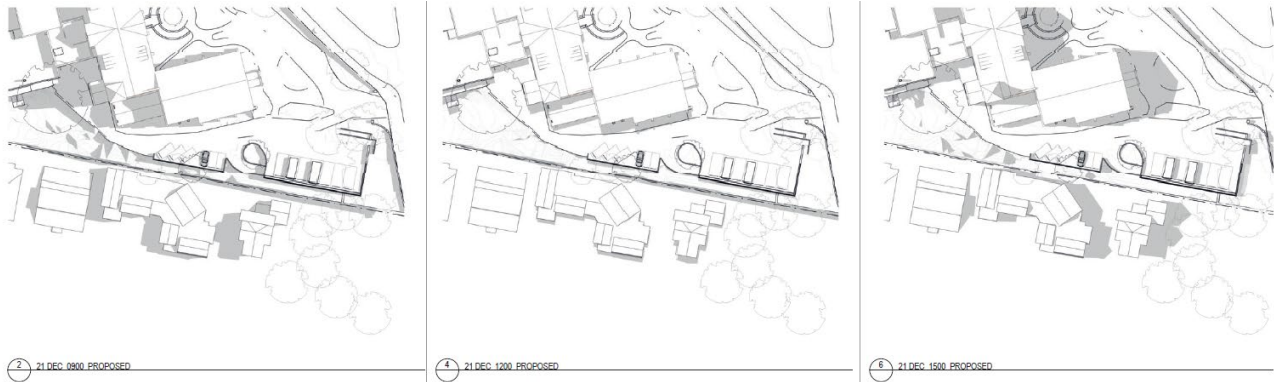 2 21 DEC 0900 PROPOSED
4 21 DEC 1200 PROPOSED
6 21 DEC 1500 PROPOSED